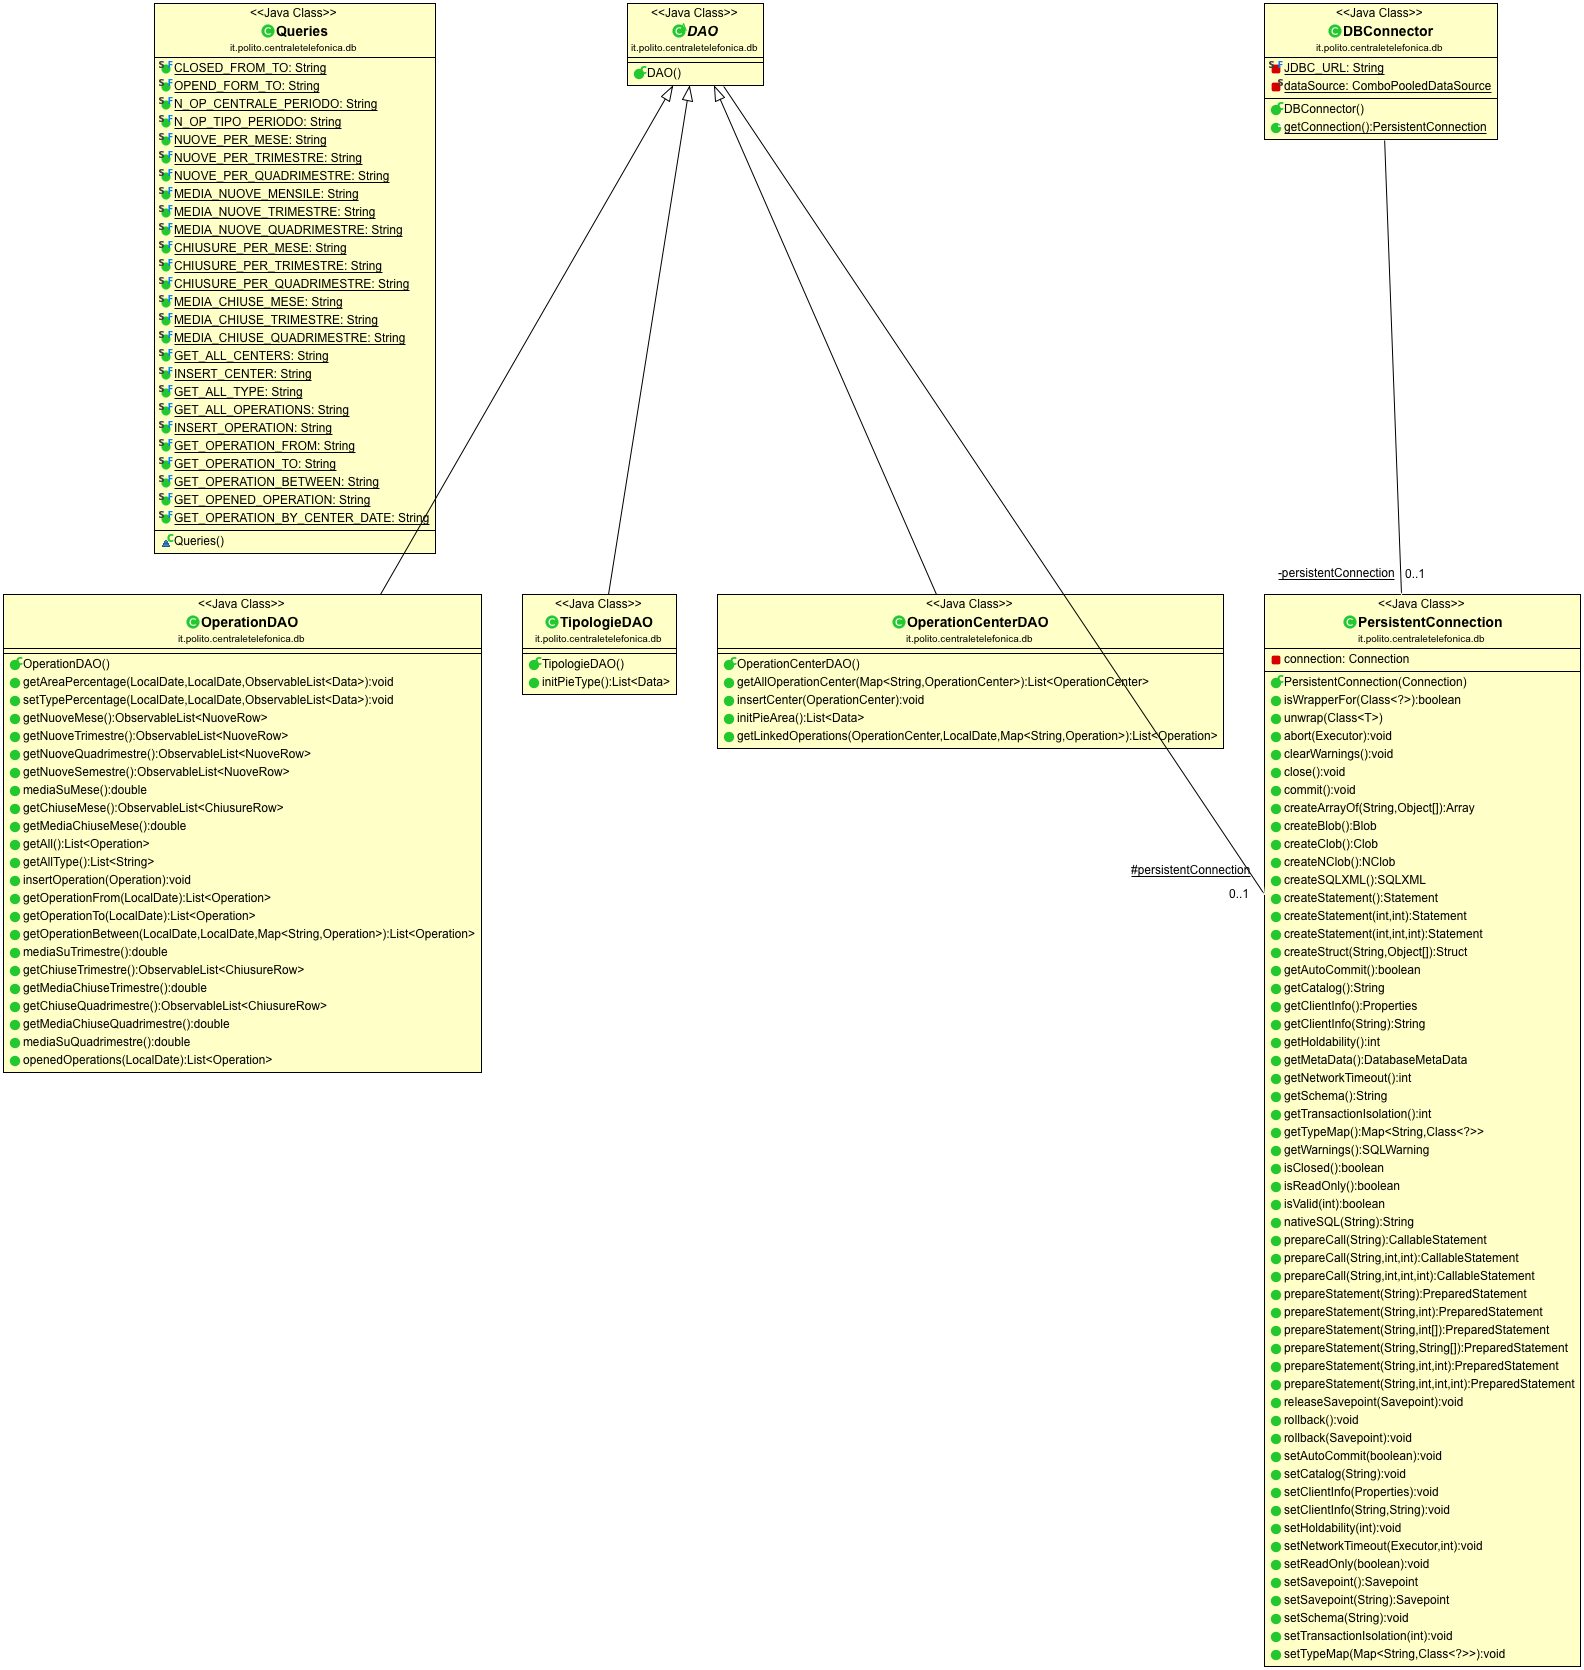 <<Java Class>>
Queries
it.polito.centraletelefonica.db
CLOSED_FROM_TO: String
OPEND_FORM_TO: String
N_OP_CENTRALE_PERIODO: String
N_OP_TIPO_PERIODO: String
NUOVE_PER_MESE: String
NUOVE_PER_TRIMESTRE: String
NUOVE_PER_QUADRIMESTRE: String
MEDIA_NUOVE_MENSILE: String
MEDIA_NUOVE_TRIMESTRE: String
MEDIA_NUOVE_QUADRIMESTRE: String
CHIUSURE_PER_MESE: String
CHIUSURE_PER_TRIMESTRE: String
CHIUSURE_PER_QUADRIMESTRE: String
MEDIA_CHIUSE_MESE: String
MEDIA_CHIUSE_TRIMESTRE: String
MEDIA_CHIUSE_QUADRIMESTRE: String
GET_ALL_CENTERS: String
INSERT_CENTER: String
GET_ALL_TYPE: String
GET_ALL_OPERATIONS: String
INSERT_OPERATION: String
GET_OPERATION_FROM: String
GET_OPERATION_TO: String
GET_OPERATION_BETWEEN: String
GET_OPENED_OPERATION: String
GET_OPERATION_BY_CENTER_DATE: String
Queries()
<<Java Class>>
DAO
it.polito.centraletelefonica.db
DAO()
<<Java Class>>
DBConnector
it.polito.centraletelefonica.db
JDBC_URL: String
dataSource: ComboPooledDataSource
DBConnector()
getConnection():PersistentConnection
-persistentConnection
0..1
<<Java Class>>
OperationDAO
it.polito.centraletelefonica.db
OperationDAO()
getAreaPercentage(LocalDate,LocalDate,ObservableList<Data>):void
setTypePercentage(LocalDate,LocalDate,ObservableList<Data>):void
getNuoveMese():ObservableList<NuoveRow>
getNuoveTrimestre():ObservableList<NuoveRow>
getNuoveQuadrimestre():ObservableList<NuoveRow>
getNuoveSemestre():ObservableList<NuoveRow>
mediaSuMese():double
getChiuseMese():ObservableList<ChiusureRow>
getMediaChiuseMese():double
getAll():List<Operation>
getAllType():List<String>
insertOperation(Operation):void
getOperationFrom(LocalDate):List<Operation>
getOperationTo(LocalDate):List<Operation>
getOperationBetween(LocalDate,LocalDate,Map<String,Operation>):List<Operation>
mediaSuTrimestre():double
getChiuseTrimestre():ObservableList<ChiusureRow>
getMediaChiuseTrimestre():double
getChiuseQuadrimestre():ObservableList<ChiusureRow>
getMediaChiuseQuadrimestre():double
mediaSuQuadrimestre():double
openedOperations(LocalDate):List<Operation>
<<Java Class>>
TipologieDAO
it.polito.centraletelefonica.db
TipologieDAO()
initPieType():List<Data>
<<Java Class>>
OperationCenterDAO
it.polito.centraletelefonica.db
OperationCenterDAO()
getAllOperationCenter(Map<String,OperationCenter>):List<OperationCenter>
insertCenter(OperationCenter):void
initPieArea():List<Data>
getLinkedOperations(OperationCenter,LocalDate,Map<String,Operation>):List<Operation>
#persistentConnection
0..1
<<Java Class>>
PersistentConnection
it.polito.centraletelefonica.db
connection: Connection
PersistentConnection(Connection)
isWrapperFor(Class<?>):boolean
unwrap(Class<T>)
abort(Executor):void
clearWarnings():void
close():void
commit():void
createArrayOf(String,Object[]):Array
createBlob():Blob
createClob():Clob
createNClob():NClob
createSQLXML():SQLXML
createStatement():Statement
createStatement(int,int):Statement
createStatement(int,int,int):Statement
createStruct(String,Object[]):Struct
getAutoCommit():boolean
getCatalog():String
getClientInfo():Properties
getClientInfo(String):String
getHoldability():int
getMetaData():DatabaseMetaData
getNetworkTimeout():int
getSchema():String
getTransactionIsolation():int
getTypeMap():Map<String,Class<?>>
getWarnings():SQLWarning
isClosed():boolean
isReadOnly():boolean
isValid(int):boolean
nativeSQL(String):String
prepareCall(String):CallableStatement
prepareCall(String,int,int):CallableStatement
prepareCall(String,int,int,int):CallableStatement
prepareStatement(String):PreparedStatement
prepareStatement(String,int):PreparedStatement
prepareStatement(String,int[]):PreparedStatement
prepareStatement(String,String[]):PreparedStatement
prepareStatement(String,int,int):PreparedStatement
prepareStatement(String,int,int,int):PreparedStatement
releaseSavepoint(Savepoint):void
rollback():void
rollback(Savepoint):void
setAutoCommit(boolean):void
setCatalog(String):void
setClientInfo(Properties):void
setClientInfo(String,String):void
setHoldability(int):void
setNetworkTimeout(Executor,int):void
setReadOnly(boolean):void
setSavepoint():Savepoint
setSavepoint(String):Savepoint
setSchema(String):void
setTransactionIsolation(int):void
setTypeMap(Map<String,Class<?>>):void